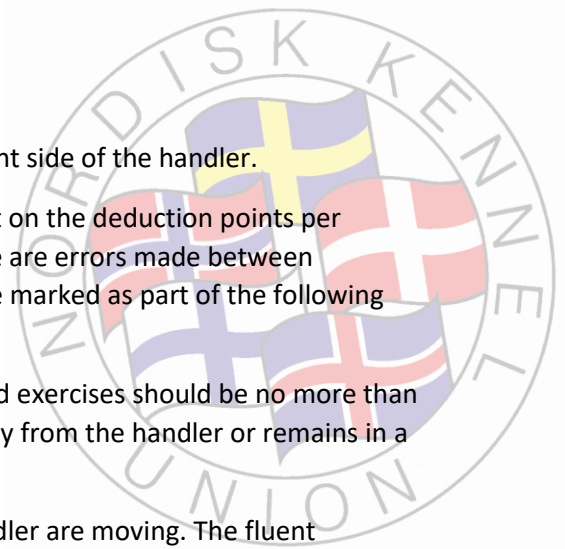 NORDISK KENNEL
UNION
nt side of the handler.
t on the deduction points per
e are errors made between
e marked as part of the following
d exercises should be no more than
y from the handler or remains in a
dler are moving. The fluent